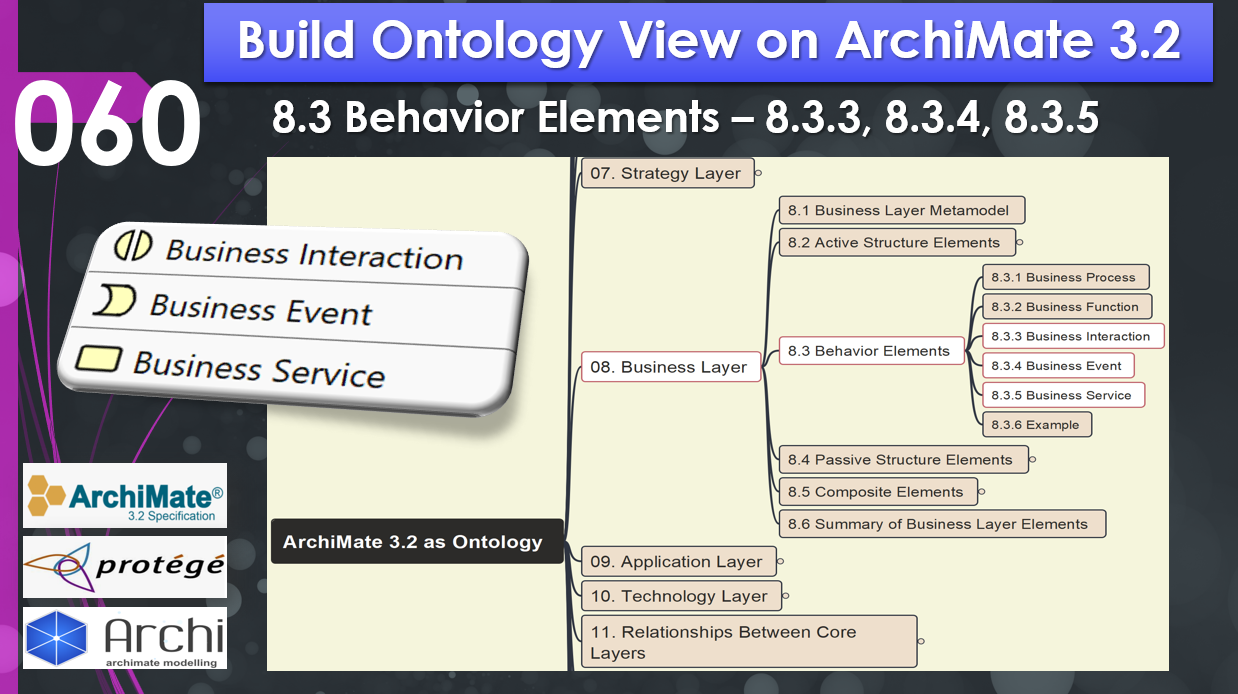 Build Ontology View on ArchiMate 3.2
060
8.3 Behavior Elements – 8.3.3, 8.3.4, 8.3.5
Business Interaction
Business Event
Business Service
ArchiMate®
3.2 Specification
protégé
Archi
archimate modelling
ArchiMate 3.2 as Ontology
07. Strategy Layer
08. Business Layer
8.1 Business Layer Metamodel
8.2 Active Structure Elements
8.3 Behavior Elements
8.3.1 Business Process
8.3.2 Business Function
8.3.3 Business Interaction
8.3.4 Business Event
8.3.5 Business Service
8.3.6 Example
8.4 Passive Structure Elements
8.5 Composite Elements
8.6 Summary of Business Layer Elements
09. Application Layer
10. Technology Layer
11. Relationships Between Core
Layers